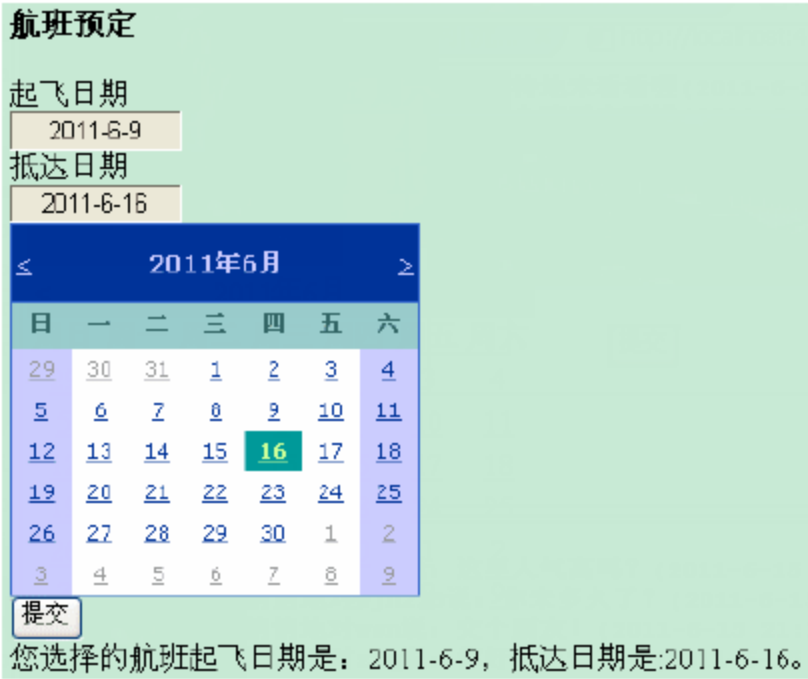 航班预定
起飞日期
2011-6-9
抵达日期
2011-6-16
< 2011年6月 >
日 一 二 三 四 五 六
29 30 31 1 2 3 4
5 6 7 8 9 10 11
12 13 14 15 16 17 18
19 20 21 22 23 24 25
26 27 28 29 30 1 2
3 4 5 6 7 8 9
提交
您选择的航班起飞日期是：2011-6-9，抵达日期是:2011-6-16。